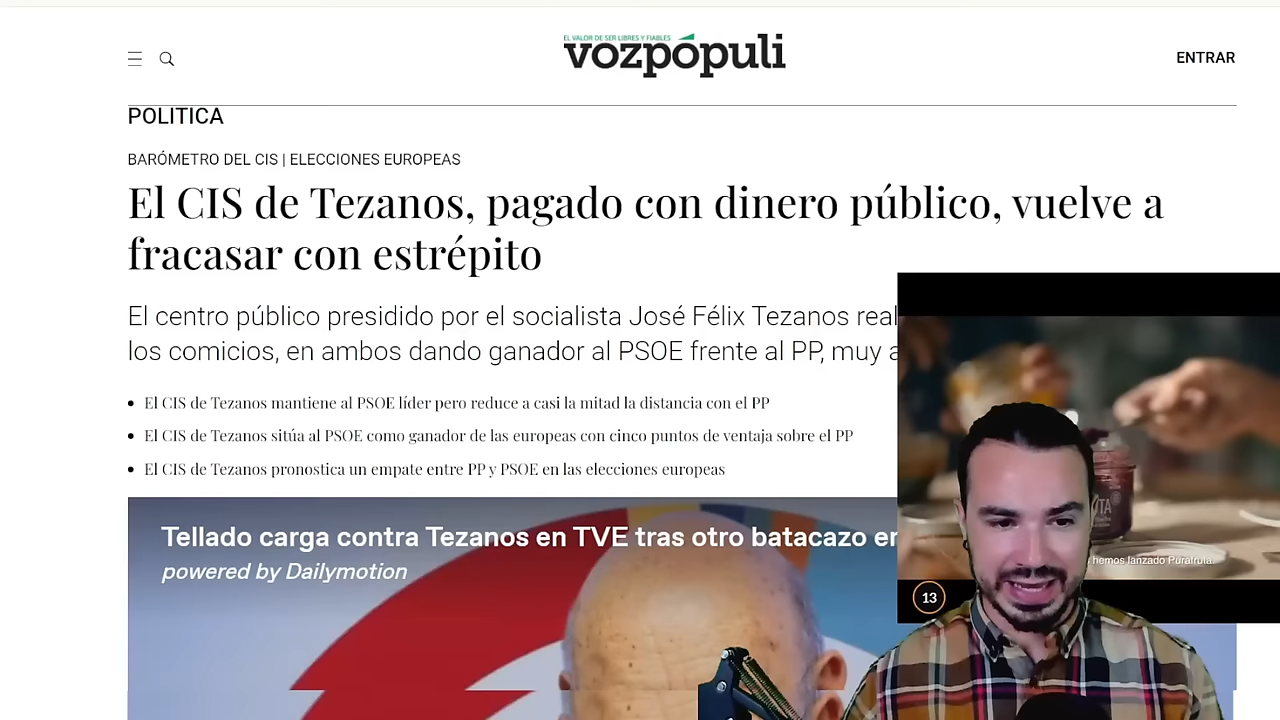 EL VALOR DE SER LIBRES Y FIABLES
vozpópuli
ENTRAR
POLITICA
BARÓMETRO DEL CIS | ELECCIONES EUROPEAS
El CIS de Tezanos, pagado con dinero público, vuelve a
fracasar con estrépito
El centro público presidido por el socialista José Félix Tezanos real
los comicios, en ambos dando ganador al PSOE frente al PP, muy a
• El CIS de Tezanos mantiene al PSOE líder pero reduce a casi la mitad la distancia con el PP
• El CIS de Tezanos sitúa al PSOE como ganador de las europeas con cinco puntos de ventaja sobre el PP
• El CIS de Tezanos pronostica un empate entre PP y PSOE en las elecciones europeas
Tellado carga contra Tezanos en TVE tras otro batacazo en
powered by Dailymotion
hemos lanzado Purafruta.
13